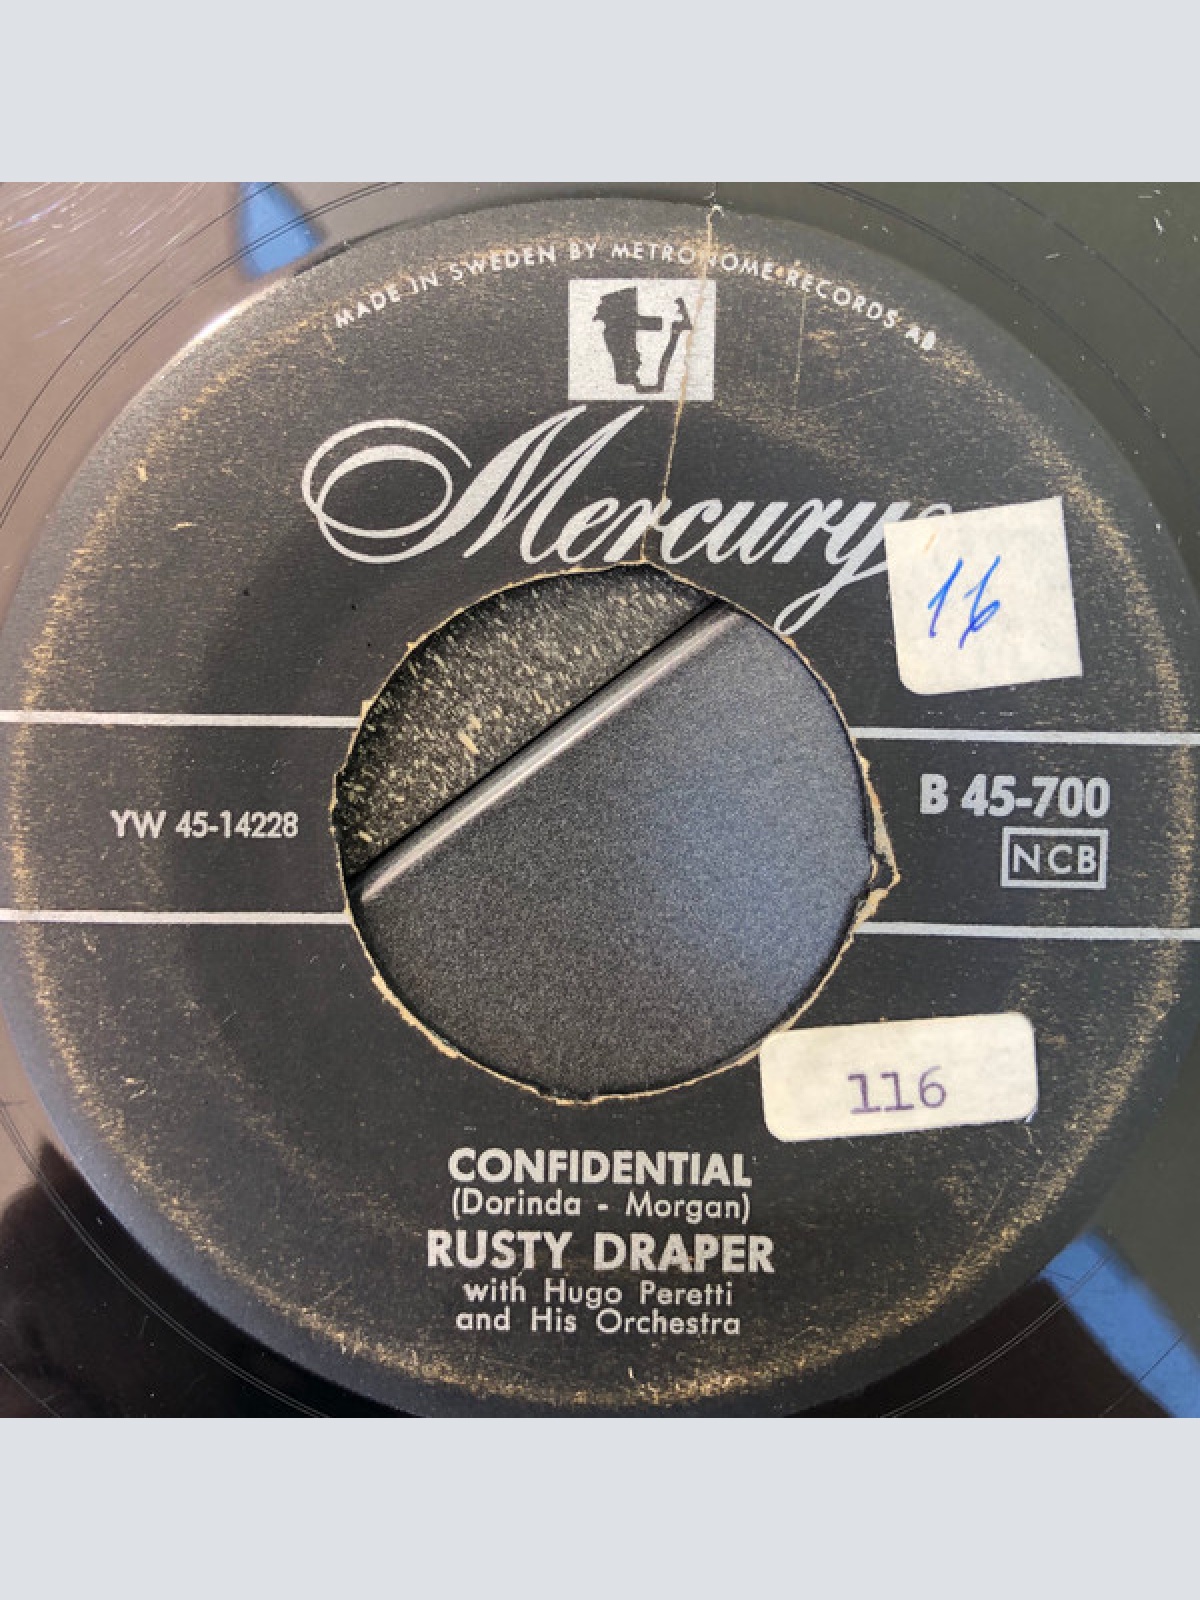 MADE IN SWEDEN BY METRONOME RECORDS AB
Mercury
16
YW 45-14228
B 45-700
NCB
116
CONFIDENTIAL
(Dorinda - Morgan)
RUSTY DRAPER
with Hugo Peretti
and His Orchestra